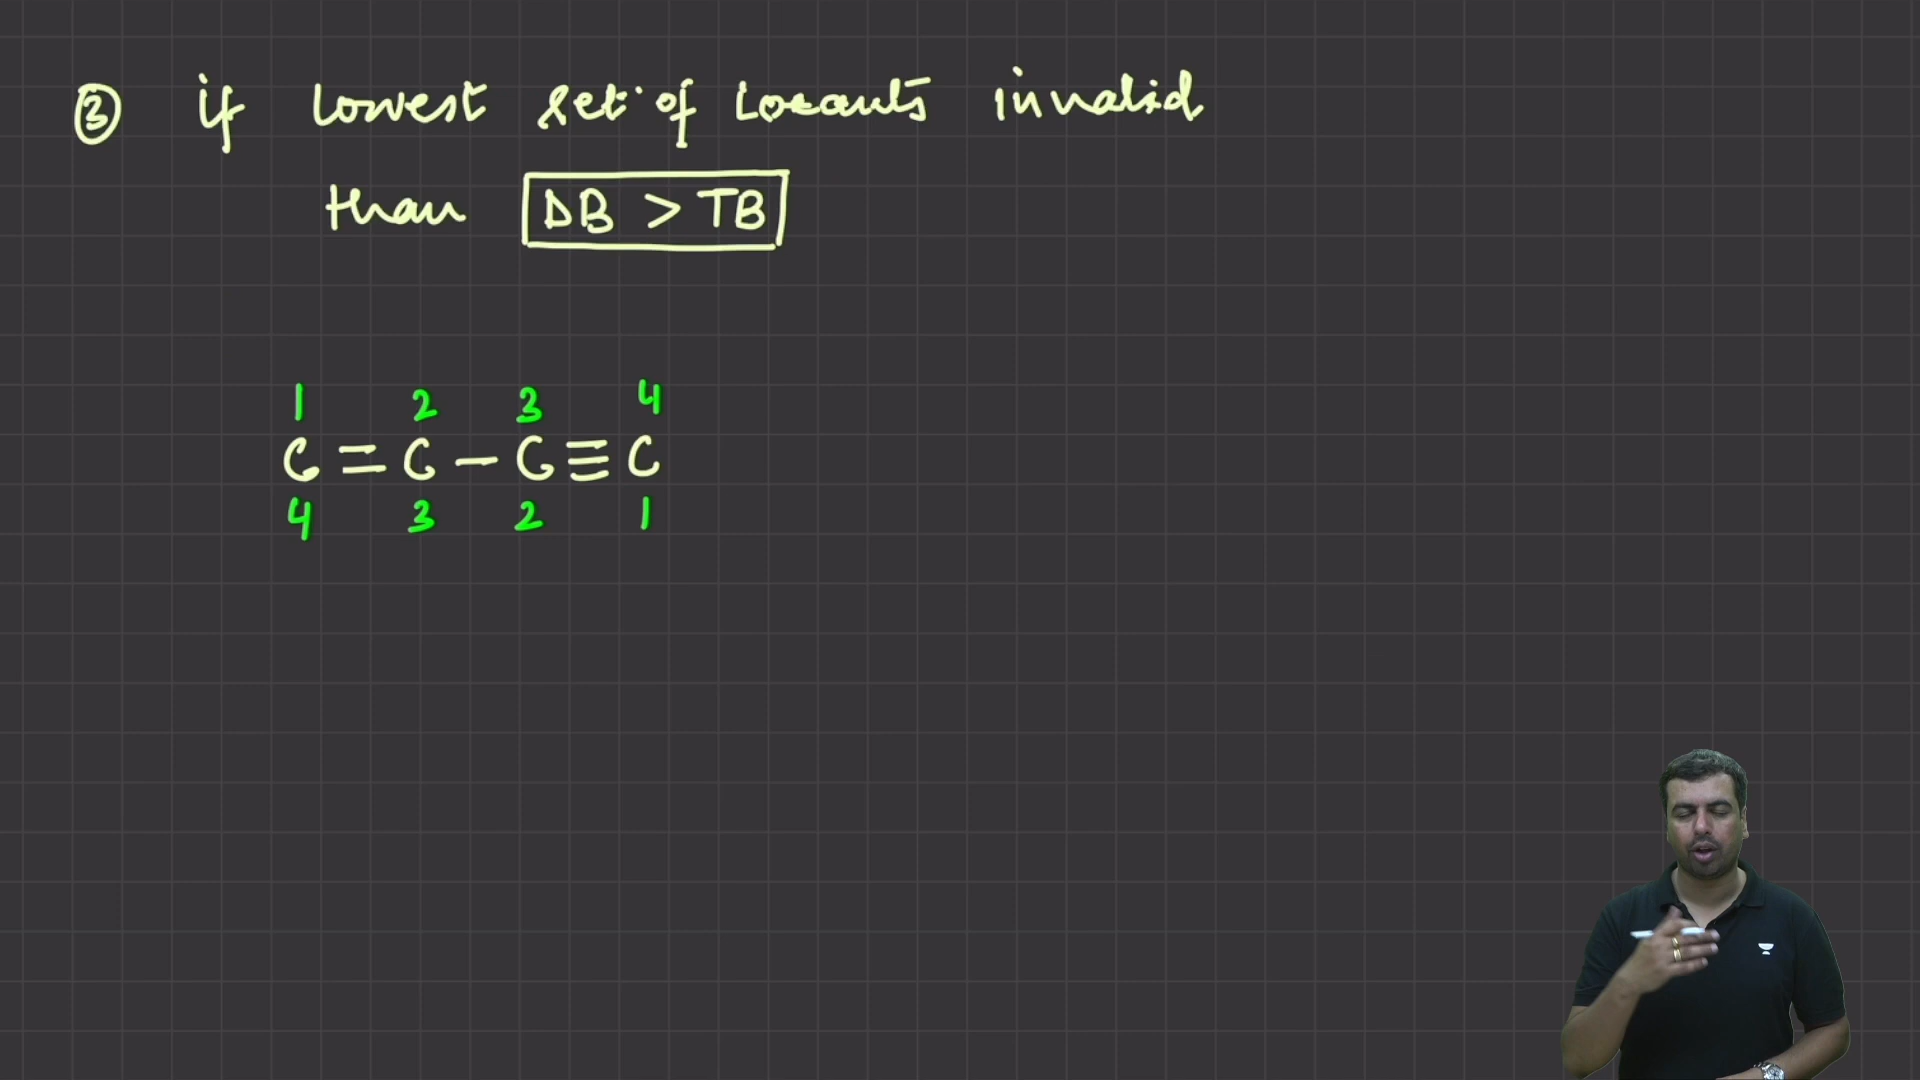 ③ if lowest set of Locants invalid
than DB > TB
1 2 3 4
C = C − C ≡ C
4 3 2 1